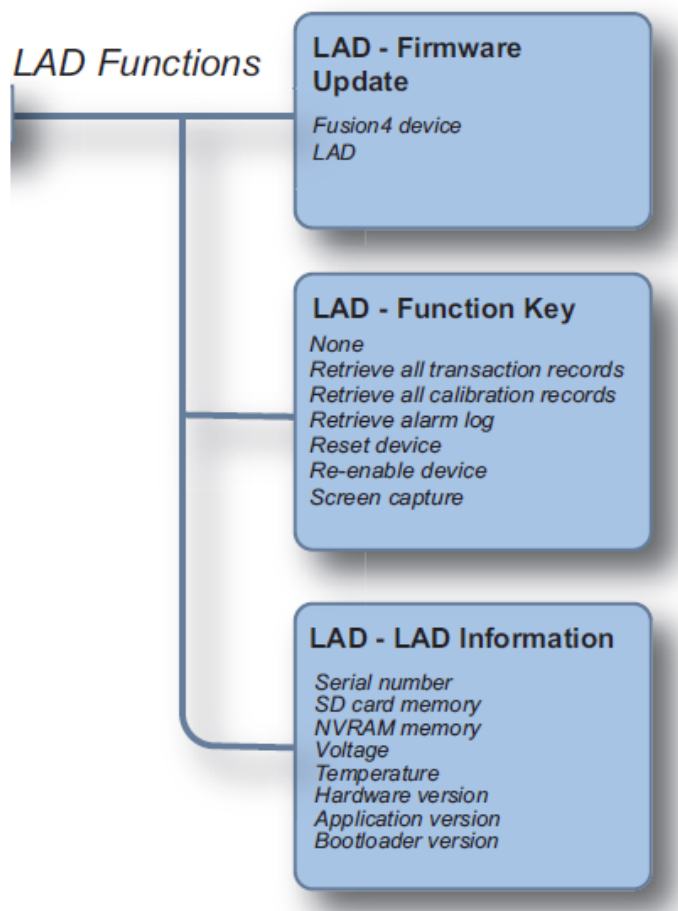 LAD Functions
LAD - Firmware
Update
Fusion4 device
LAD
LAD - Function Key
None
Retrieve all transaction records
Retrieve all calibration records
Retrieve alarm log
Reset device
Re-enable device
Screen capture
LAD - LAD Information
Serial number
SD card memory
NVRAM memory
Voltage
Temperature
Hardware version
Application version
Bootloader version